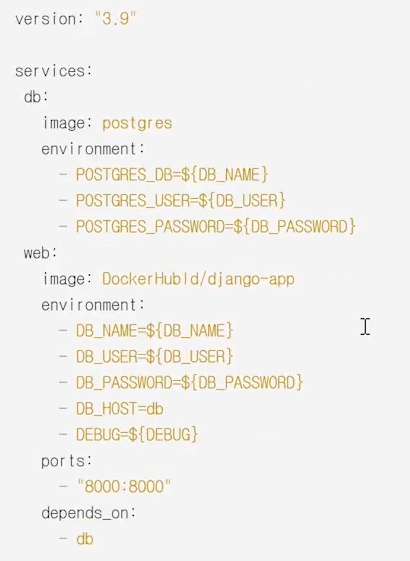 version: "3.9"
services:
db:
image: postgres
environment:
- POSTGRES_DB=${DB_NAME}
- POSTGRES_USER=${DB_USER}
- POSTGRES_PASSWORD=${DB_PASSWORD}
web:
image: DockerHubId/django-app
environment:
- DB_NAME=${DB_NAME}
- DB_USER=${DB_USER}
- DB_PASSWORD=${DB_PASSWORD}
- DB_HOST=db
- DEBUG=${DEBUG}
ports:
- "8000:8000"
depends_on:
- db